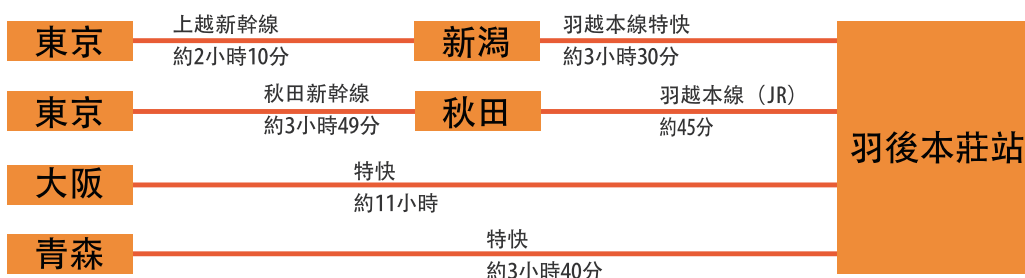 東京
上越新幹線
約2小時10分
新潟
羽越本線特快
約3小時30分
東京
秋田新幹線
約3小時49分
秋田
羽越本線（JR）
約45分
大阪
特快
約11小時
青森
特快
約3小時40分
羽後本莊站